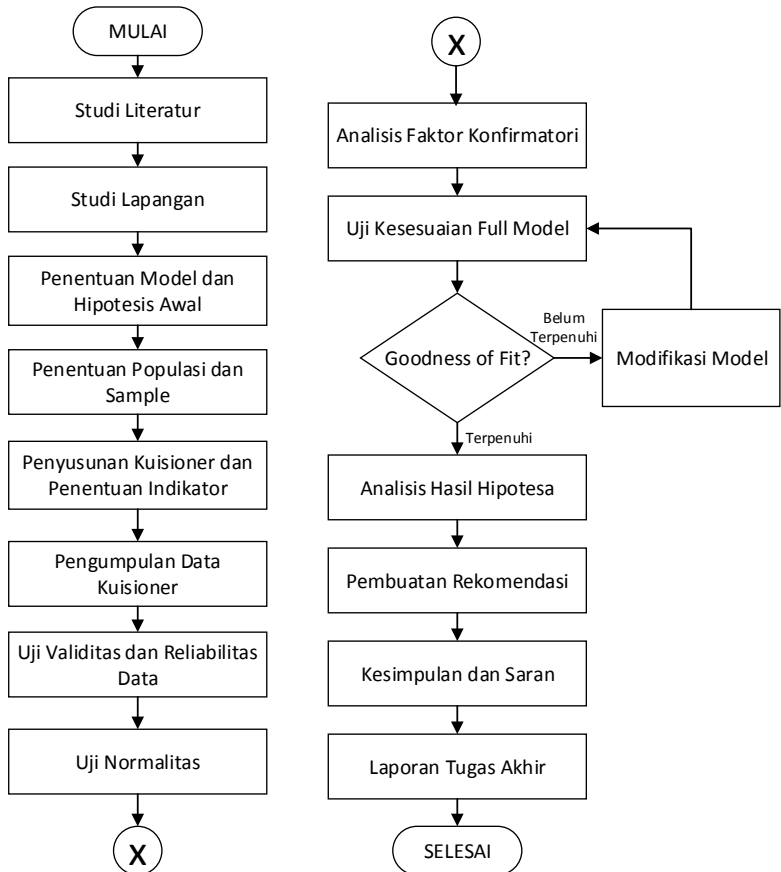 MULAI
Studi Literatur
Studi Lapangan
Penentuan Model dan
Hipotesis Awal
Penentuan Populasi dan
Sample
Penyusunan Kuisioner dan
Penentuan Indikator
Pengumpulan Data
Kuisioner
Uji Validitas dan Reliabilitas
Data
Uji Normalitas
X
X
Analisis Faktor Konfirmatori
Uji Kesesuaian Full Model
Goodness of Fit?
Belum
Terpenuhi
Modifikasi Model
Terpenuhi
Analisis Hasil Hipotesa
Pembuatan Rekomendasi
Kesimpulan dan Saran
Laporan Tugas Akhir
SELESAI